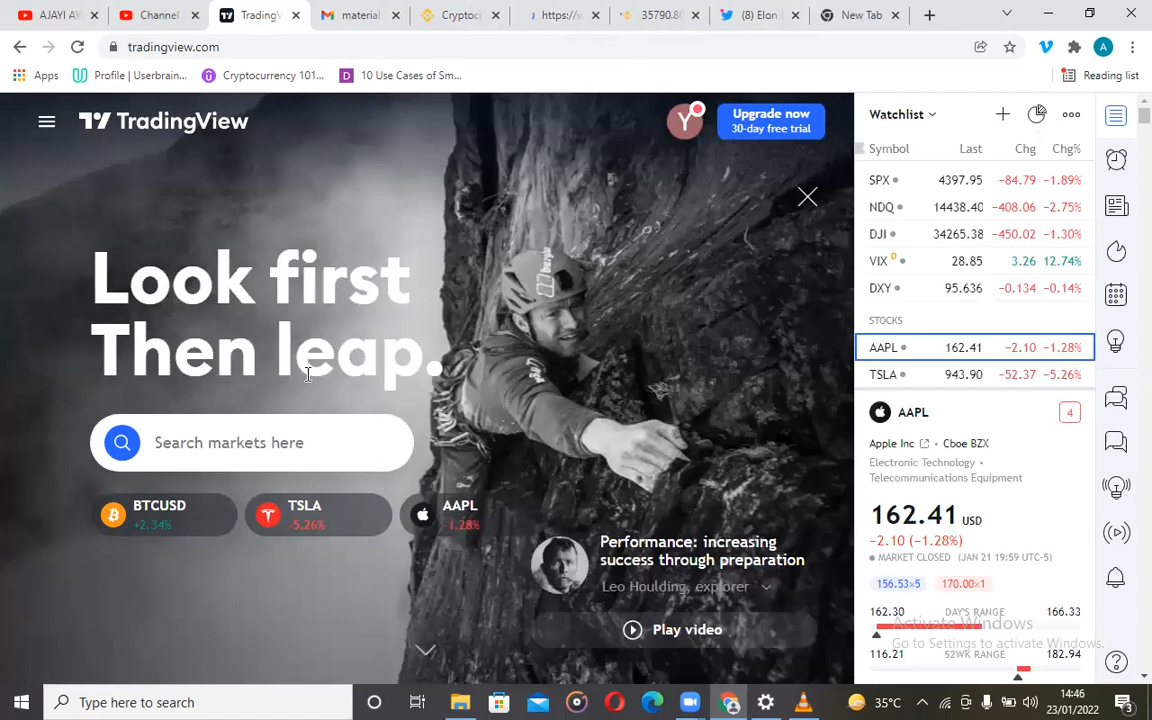 AJAYI AY
Channel
TradingV
material
Cryptoc
https://w
35790.80
(8) Elon
New Tab
tradingview.com
A
Apps
Profile | Userbrain...
Cryptocurrency 101...
10 Use Cases of Sm...
Reading list
TradingView
Y
Upgrade now
30-day free trial
Look first
Then leap.
Search markets here
BTCUSD
+2.34%
TSLA
-5.26%
AAPL
-1.28%
Performance: increasing
success through preparation
Leo Houlding, explorer
Play video
Watchlist
Symbol Last Chg Chg%
SPX 4397.95 −84.79 −1.89%
NDQ 14438.40 −408.06 −2.75%
DJI 34265.38 −450.02 −1.30%
VIX D 28.85 3.26 12.74%
DXY 95.636 −0.134 −0.14%
STOCKS
AAPL 162.41 −2.10 −1.28%
TSLA 943.90 −52.37 −5.26%
AAPL 4
Apple Inc • Cboe BZX
Electronic Technology •
Telecommunications Equipment
162.41 USD
−2.10 (−1.28%)
MARKET CLOSED (JAN 21 19:59 UTC-5)
156.53×5 170.00×1
162.30 DAY'S RANGE 166.33
116.21 52WK RANGE 182.94
Activate Windows
Go to Settings to activate Windows.
Type here to search
35°C
14:46
23/01/2022
3